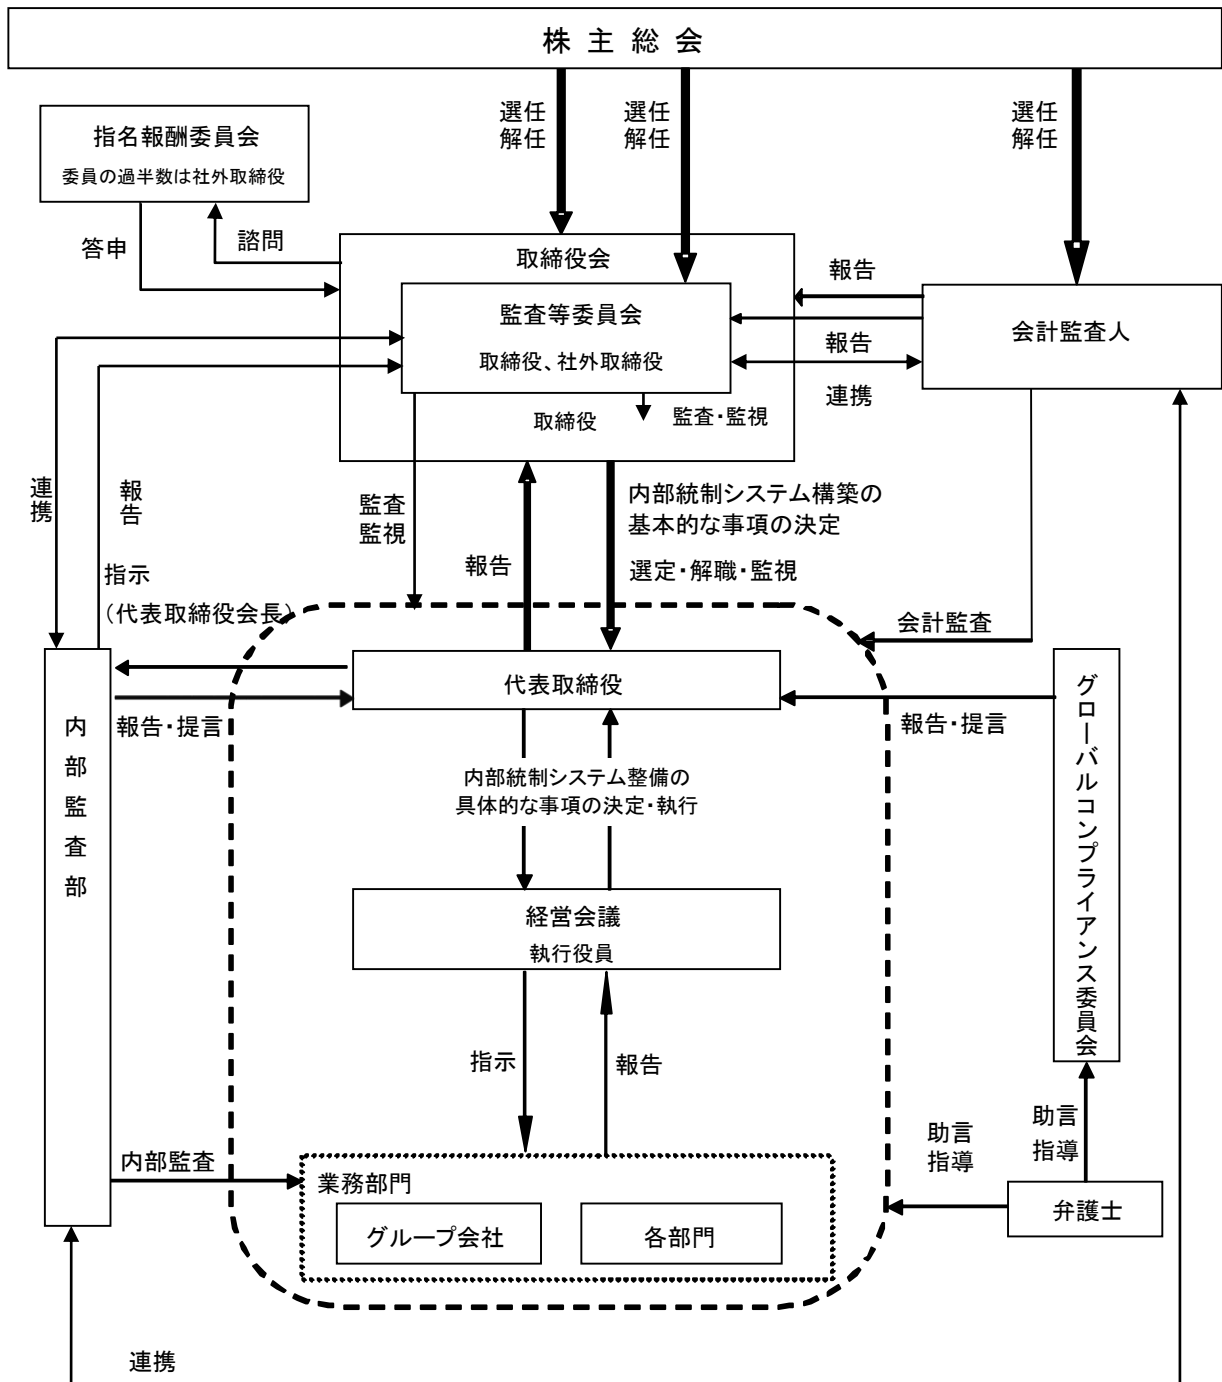 株 主 総 会
選任
解任
選任
解任
選任
解任
指名報酬委員会
委員の過半数は社外取締役
答申
諮問
取締役会
監査等委員会
取締役、社外取締役
取締役
監査・監視
報告
報告
連携
会計監査人
連携
報告
監査
監視
報告
内部統制システム構築の
基本的な事項の決定
選定・解職・監視
指示
（代表取締役会長）
会計監査
代表取締役
内部監査部
報告・提言
報告・提言
グローバルコンプライアンス委員会
内部統制システム整備の
具体的な事項の決定・執行
経営会議
執行役員
指示
報告
助言
指導
助言
指導
内部監査
業務部門
グループ会社
各部門
弁護士
連携